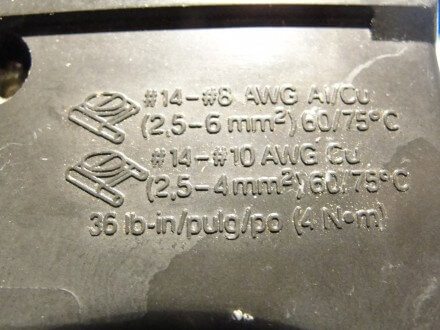 #14-#8 AWG Al/Cu
(2,5-6 mm²) 60/75°C
#14-#10 AWG Cu
(2,5-4 mm²) 60/75°C
36 lb-in/pulg/po (4 N•m)